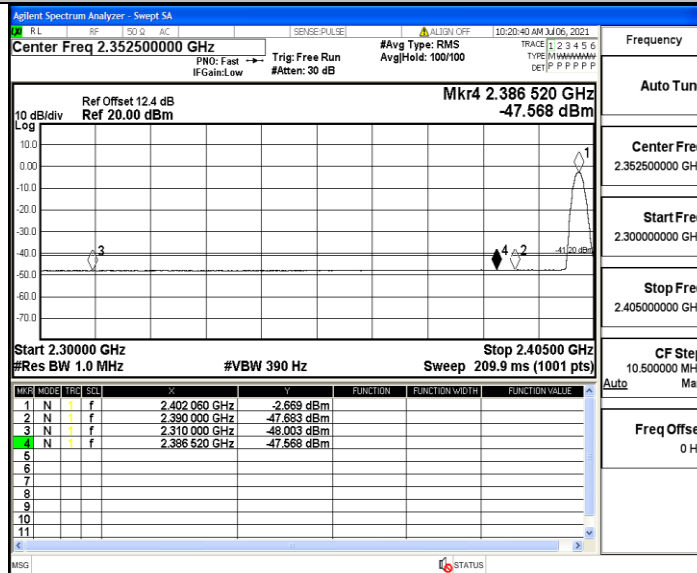 Agilent Spectrum Analyzer - Swept SA
RL RF 50 Ω AC SENSE:PULSE ALIGN OFF 10:20:40 AM Jul 06, 2021
Center Freq 2.352500000 GHz
PNO: Fast
IFGain:Low
Trig: Free Run
#Atten: 30 dB
#Avg Type: RMS
Avg|Hold: 100/100
TRACE 1 2 3 4 5 6
TYPE M WWWWW
DET P P P P P P
Mkr4 2.386 520 GHz
-47.568 dBm
Ref Offset 12.4 dB
10 dB/div Ref 20.00 dBm
Log
10.0
0.00
-10.0
-20.0
-30.0
-40.0
-50.0
-60.0
-70.0
1
3
4 2
-41.20 dBm
Start 2.30000 GHz Stop 2.40500 GHz
#Res BW 1.0 MHz #VBW 390 Hz Sweep 209.9 ms (1001 pts)
MKR MODE TRC SCL X Y FUNCTION FUNCTION WIDTH FUNCTION VALUE
1 N 1 f 2.402 060 GHz -2.669 dBm
2 N 1 f 2.390 000 GHz -47.683 dBm
3 N 1 f 2.310 000 GHz -48.003 dBm
4 N 1 f 2.386 520 GHz -47.568 dBm
5
6
7
8
9
10
11
MSG STATUS
Frequency
Auto Tun
Center Fre
2.352500000 GH
Start Fre
2.300000000 GH
Stop Fre
2.405000000 GH
CF Step
10.500000 MH
Auto Ma
Freq Offse
0 H